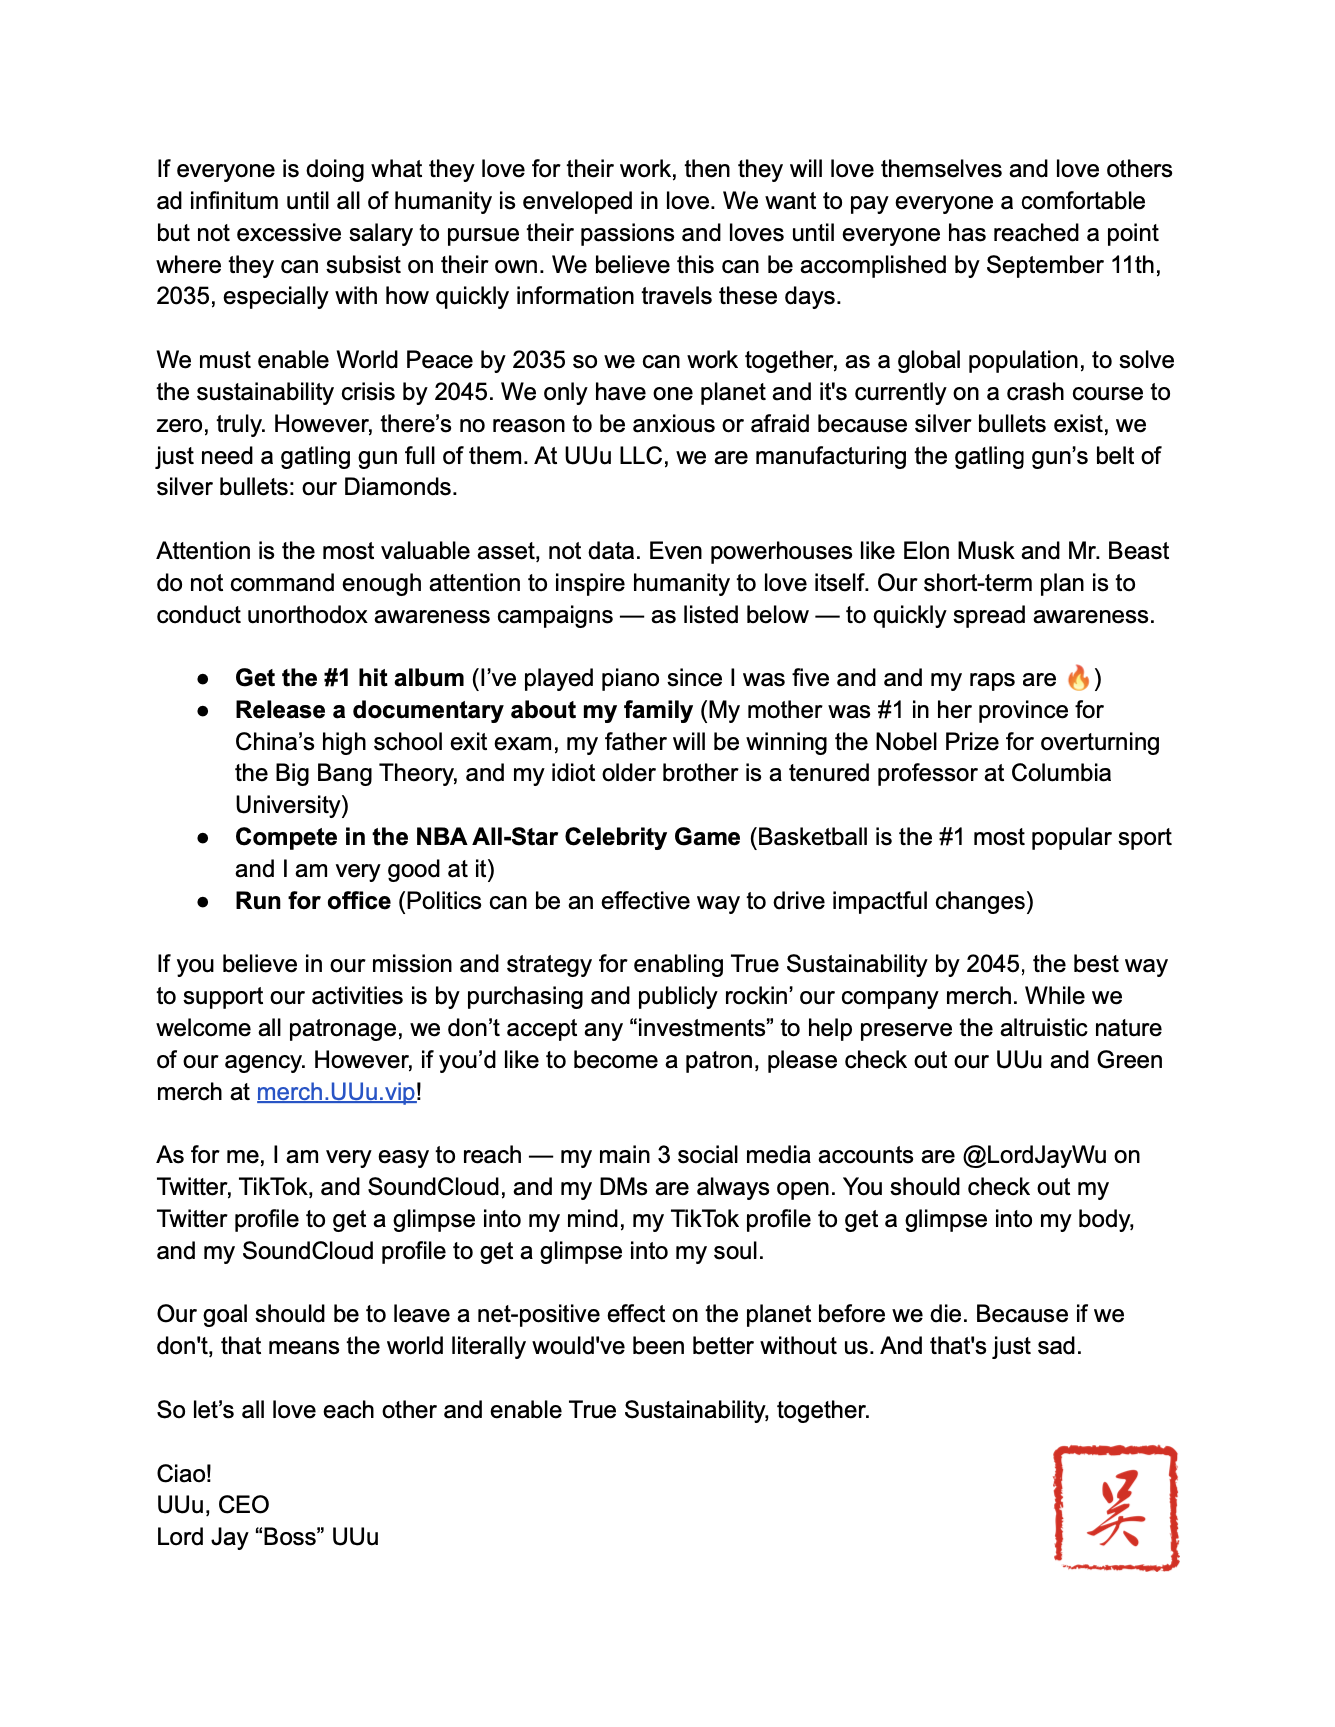 If everyone is doing what they love for their work, then they will love themselves and love others
ad infinitum until all of humanity is enveloped in love. We want to pay everyone a comfortable
but not excessive salary to pursue their passions and loves until everyone has reached a point
where they can subsist on their own. We believe this can be accomplished by September 11th,
2035, especially with how quickly information travels these days.
We must enable World Peace by 2035 so we can work together, as a global population, to solve
the sustainability crisis by 2045. We only have one planet and it's currently on a crash course to
zero, truly. However, there’s no reason to be anxious or afraid because silver bullets exist, we
just need a gatling gun full of them. At UUu LLC, we are manufacturing the gatling gun’s belt of
silver bullets: our Diamonds.
Attention is the most valuable asset, not data. Even powerhouses like Elon Musk and Mr. Beast
do not command enough attention to inspire humanity to love itself. Our short-term plan is to
conduct unorthodox awareness campaigns — as listed below — to quickly spread awareness.
● Get the #1 hit album (I’ve played piano since I was five and and my raps are 🔥)
● Release a documentary about my family (My mother was #1 in her province for
China’s high school exit exam, my father will be winning the Nobel Prize for overturning
the Big Bang Theory, and my idiot older brother is a tenured professor at Columbia
University)
● Compete in the NBA All-Star Celebrity Game (Basketball is the #1 most popular sport
and I am very good at it)
● Run for office (Politics can be an effective way to drive impactful changes)
If you believe in our mission and strategy for enabling True Sustainability by 2045, the best way
to support our activities is by purchasing and publicly rockin’ our company merch. While we
welcome all patronage, we don’t accept any “investments” to help preserve the altruistic nature
of our agency. However, if you’d like to become a patron, please check out our UUu and Green
merch at merch.UUu.vip!
As for me, I am very easy to reach — my main 3 social media accounts are @LordJayWu on
Twitter, TikTok, and SoundCloud, and my DMs are always open. You should check out my
Twitter profile to get a glimpse into my mind, my TikTok profile to get a glimpse into my body,
and my SoundCloud profile to get a glimpse into my soul.
Our goal should be to leave a net-positive effect on the planet before we die. Because if we
don't, that means the world literally would've been better without us. And that's just sad.
So let’s all love each other and enable True Sustainability, together.
Ciao!
UUu, CEO
Lord Jay “Boss” UUu
吴